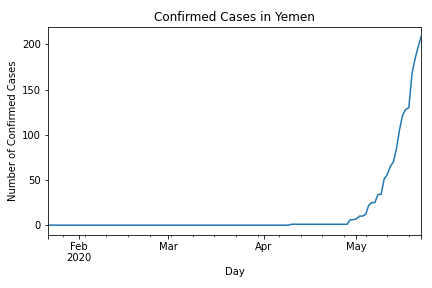 Confirmed Cases in Yemen
Number of Confirmed Cases
200
150
100
50
0
Feb
2020
Mar
Apr
May
Day